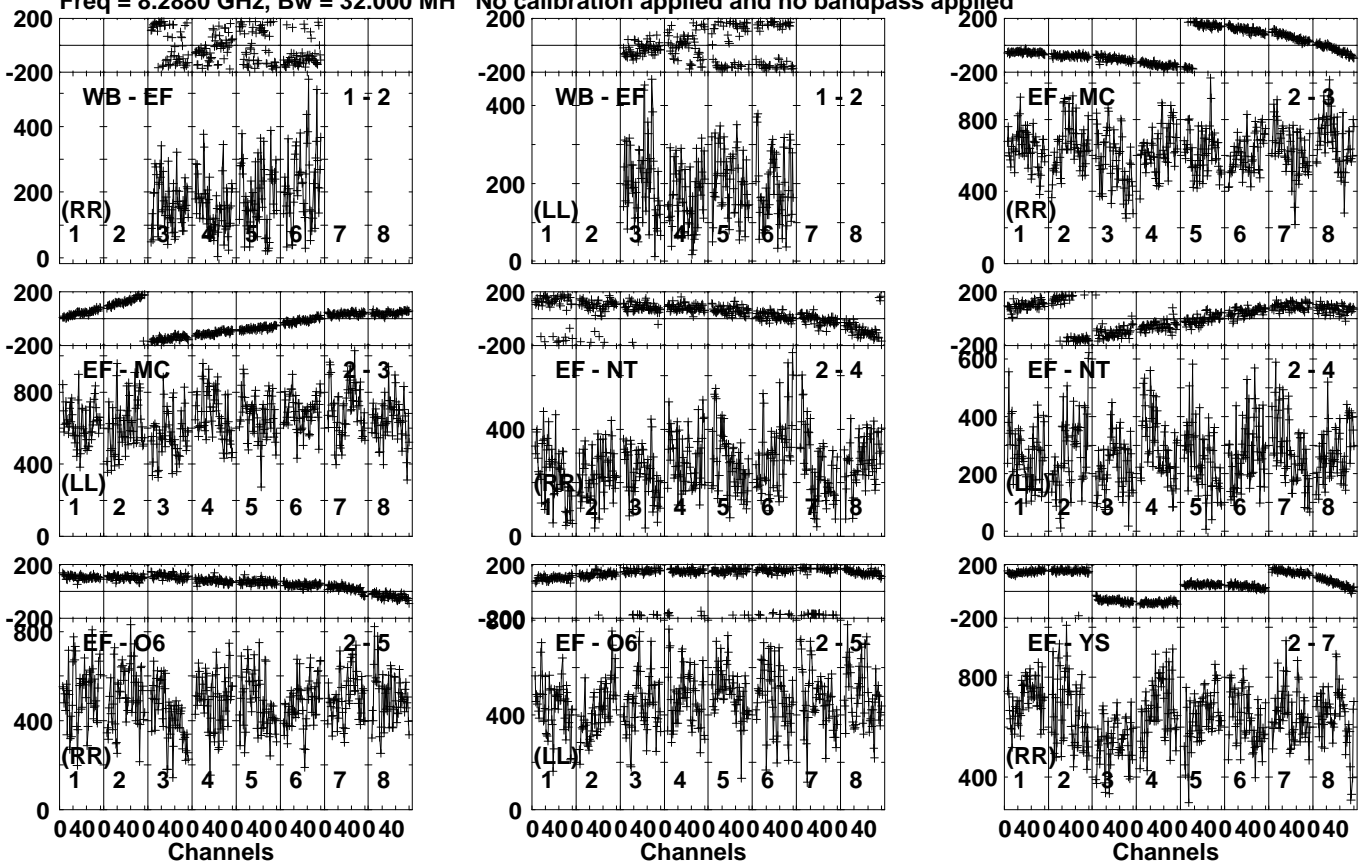 Freq = 8.2880 GHz, Bw = 32.000 MH No calibration applied and no bandpass applied
200
-200
WB - EF 1 - 2
400
200
0
(RR)
1 2 3 4 5 6 7 8
200
-200
WB - EF 1 - 2
400
200
0
(LL)
1 2 3 4 5 6 7 8
200
-200
EF - MC 2 - 3
800
400
0
(RR)
1 2 3 4 5 6 7 8
200
-200
EF - MC 2 - 3
800
400
0
(LL)
1 2 3 4 5 6 7 8
200
-200
EF - NT 2 - 4
400
0
(RR)
1 2 3 4 5 6 7 8
200
-200
600
EF - NT 2 - 4
400
200
0
(LL)
1 2 3 4 5 6 7 8
200
-200
800
EF - O6 2 - 5
400
0
(RR)
1 2 3 4 5 6 7 8
200
-200
800
EF - O6 2 - 5
400
0
(LL)
1 2 3 4 5 6 7 8
200
-200
EF - YS 2 - 7
800
400
(RR)
1 2 3 4 5 6 7 8
0 40 0 40 0 40 0 40 0 40 0 40 0 40 0 40
Channels
0 40 0 40 0 40 0 40 0 40 0 40 0 40 0 40
Channels
0 40 0 40 0 40 0 40 0 40 0 40 0 40 0 40
Channels